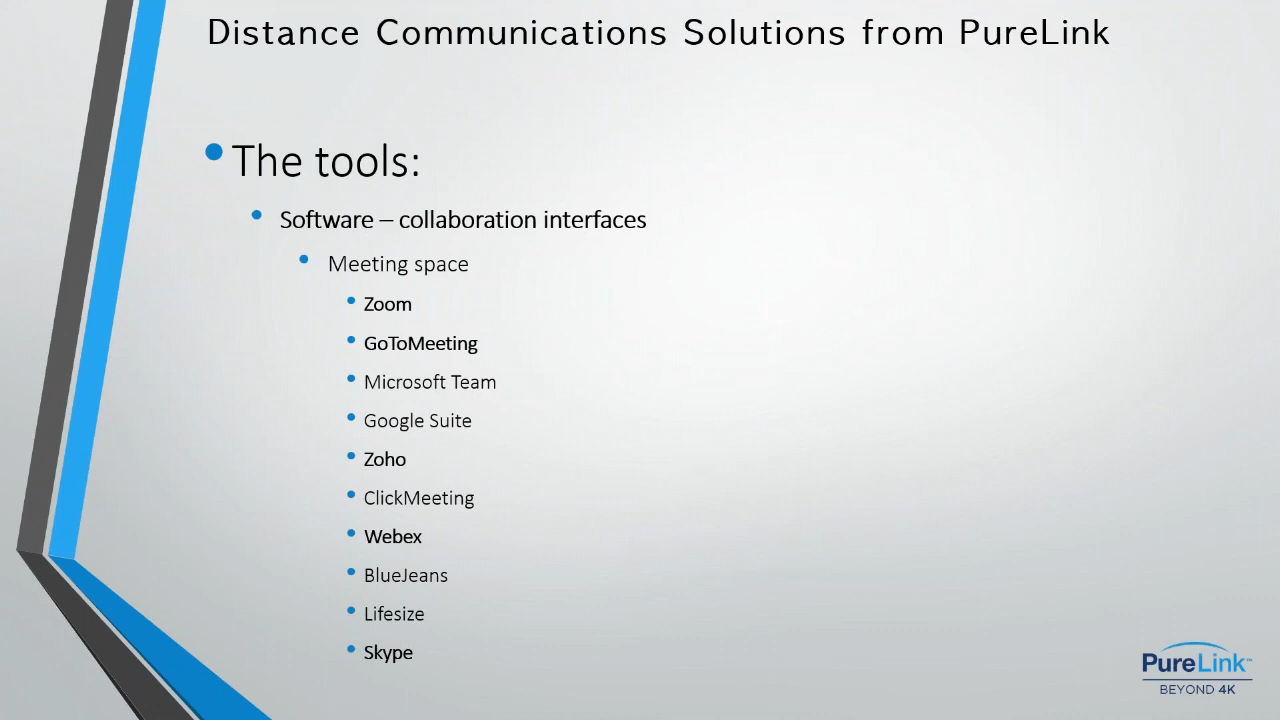 Distance Communications Solutions from PureLink
The tools:
Software – collaboration interfaces
Meeting space
Zoom
GoToMeeting
Microsoft Team
Google Suite
Zoho
ClickMeeting
Webex
BlueJeans
Lifesize
Skype
PureLink™
BEYOND 4K